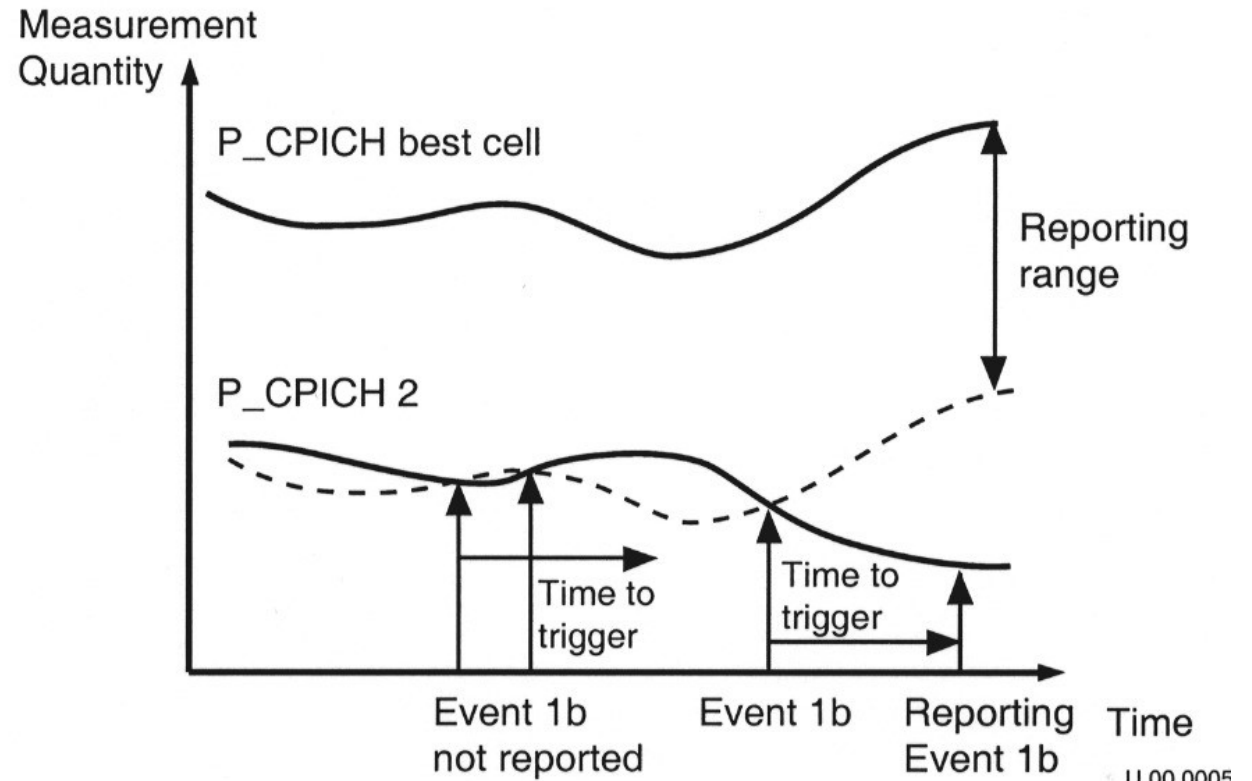 Measurement
Quantity
P_CPICH best cell
Reporting
range
P_CPICH 2
Time to
trigger
Time to
trigger
Event 1b
not reported
Event 1b
Reporting
Event 1b
Time